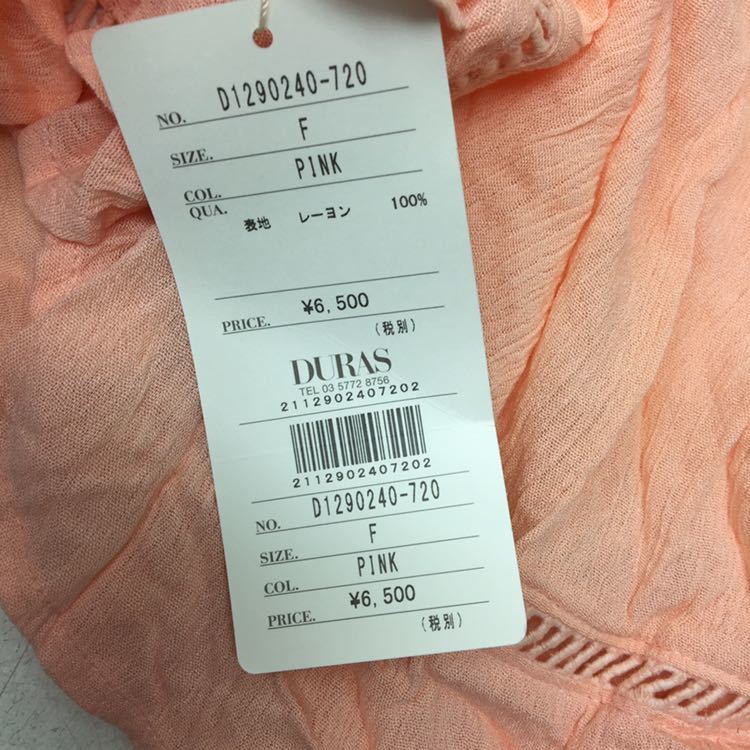 NO. D1290240-720
SIZE. F
COL. PINK
QUA. 表地 レーヨン 100%
PRICE. ¥6,500
(税別)
DURAS
TEL 03 5772 8756
2112902407202
2112902407202
NO. D1290240-720
SIZE. F
COL. PINK
PRICE. ¥6,500
(税別)